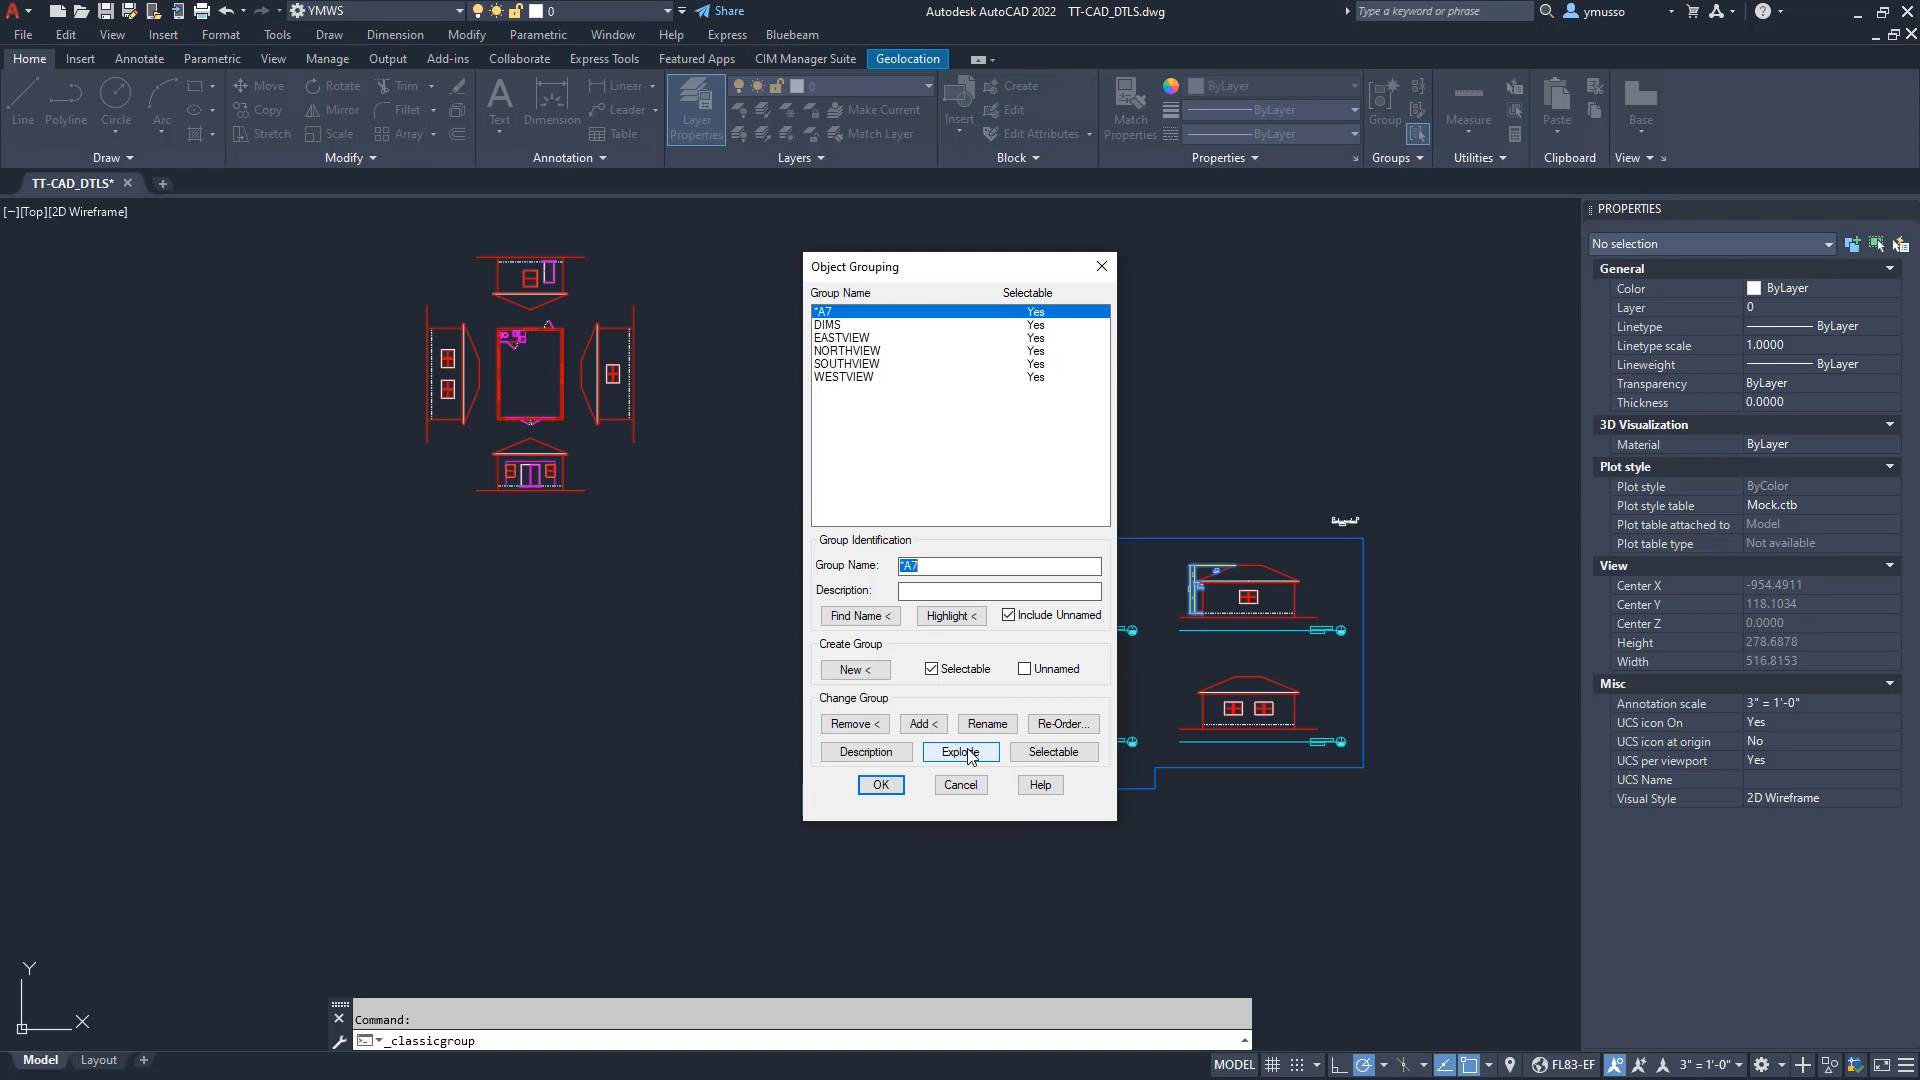 YMWS 0 Share Autodesk AutoCAD 2022 TT-CAD_DTLS.dwg Type a keyword or phrase ymusso
File Edit View Insert Format Tools Draw Dimension Modify Parametric Window Help Express Bluebeam
Home Insert Annotate Parametric View Manage Output Add-ins Collaborate Express Tools Featured Apps CIM Manager Suite Geolocation
Line Polyline Circle Arc
Move Rotate Trim
Copy Mirror Fillet
Stretch Scale Array
Text Dimension
Linear
Leader
Table
Layer Properties
0
Make Current
Match Layer
Insert
Create
Edit
Edit Attributes
Match Properties
ByLayer
ByLayer
ByLayer
Group Measure Paste Base
Draw Modify Annotation Layers Block Properties Groups Utilities Clipboard View
TT-CAD_DTLS*
[−][Top][2D Wireframe]
Object Grouping
Group Name Selectable
*A7 Yes
DIMS Yes
EASTVIEW Yes
NORTHVIEW Yes
SOUTHVIEW Yes
WESTVIEW Yes
Group Identification
Group Name: *A7
Description:
Find Name < Highlight < Include Unnamed
Create Group
New < Selectable Unnamed
Change Group
Remove < Add < Rename Re-Order...
Description Explode Selectable
OK Cancel Help
PROPERTIES
No selection
General
Color ByLayer
Layer 0
Linetype ByLayer
Linetype scale 1.0000
Lineweight ByLayer
Transparency ByLayer
Thickness 0.0000
3D Visualization
Material ByLayer
Plot style
Plot style ByColor
Plot style table Mock.ctb
Plot table attached to Model
Plot table type Not available
View
Center X -954.4911
Center Y 118.1034
Center Z 0.0000
Height 278.6878
Width 516.8153
Misc
Annotation scale 3" = 1'-0"
UCS icon On Yes
UCS icon at origin No
UCS per viewport Yes
UCS Name
Visual Style 2D Wireframe
Y
X
Command:
_classicgroup
Model Layout
MODEL FL83-EF 3" = 1'-0"